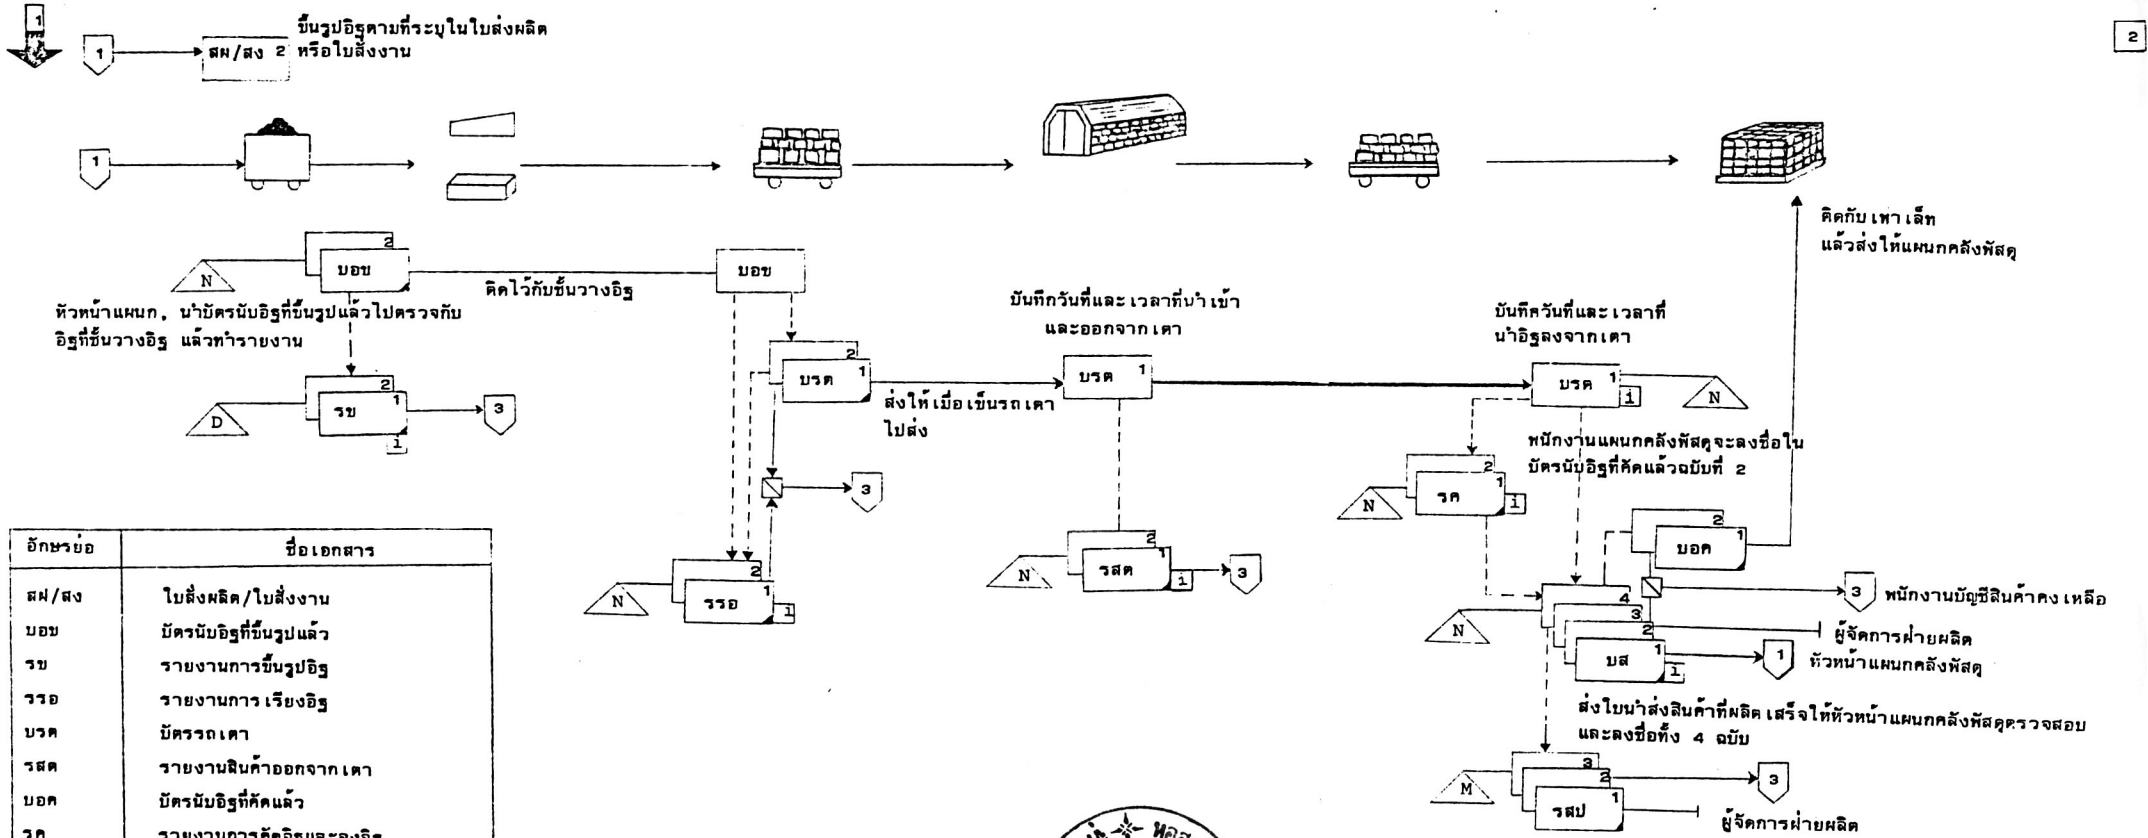 1
1
สผ/สง 2
ขึ้นรูปอิฐตามที่ระบุในใบส่งผลิต
หรือใบสั่งงาน
2
1
ติดกับเพาเล็ท
แล้วส่งให้แผนกคลังพัสดุ
2
บอข
N
ติดไว้กับชั้นวางอิฐ
บอข
หัวหน้าแผนก, นำบัตรนับอิฐที่ขึ้นรูปแล้วไปตรวจกับ
อิฐที่ชั้นวางอิฐ แล้วทำรายงาน
บันทึกวันที่และเวลาที่นำเข้า
และออกจากเตา
บันทึกวันที่และเวลาที่
นำอิฐลงจากเตา
2
รข 1
i
D
3
2
บรต 1
ส่งให้เมื่อเข็นรถเตา
ไปส่ง
บรต 1
บรต 1
i
N
3
พนักงานแผนกคลังพัสดุจะลงชื่อใน
บัตรนับอิฐที่คัดแล้วฉบับที่ 2
2
รค 1
i
N
2
รรอ 1
i
N
2
รสต 1
i
N
3
2
บอค 1
3 พนักงานบัญชีสินค้าคงเหลือ
4
3
2
บส 1
i
N
ผู้จัดการฝ่ายผลิต
1 หัวหน้าแผนกคลังพัสดุ
ส่งใบนำส่งสินค้าที่ผลิตเสร็จให้หัวหน้าแผนกคลังพัสดุตรวจสอบ
และลงชื่อทั้ง 4 ฉบับ
3
2
รสป 1
M
3
ผู้จัดการฝ่ายผลิต
อักษรย่อ ชื่อเอกสาร
สผ/สง ใบสั่งผลิต/ใบสั่งงาน
บอข บัตรนับอิฐที่ขึ้นรูปแล้ว
รข รายงานการขึ้นรูปอิฐ
รรอ รายงานการเรียงอิฐ
บรต บัตรรถเตา
รสต รายงานสินค้าออกจากเตา
บอค บัตรนับอิฐที่คัดแล้ว
รค รายงานการคัดอิฐและลงอิฐ